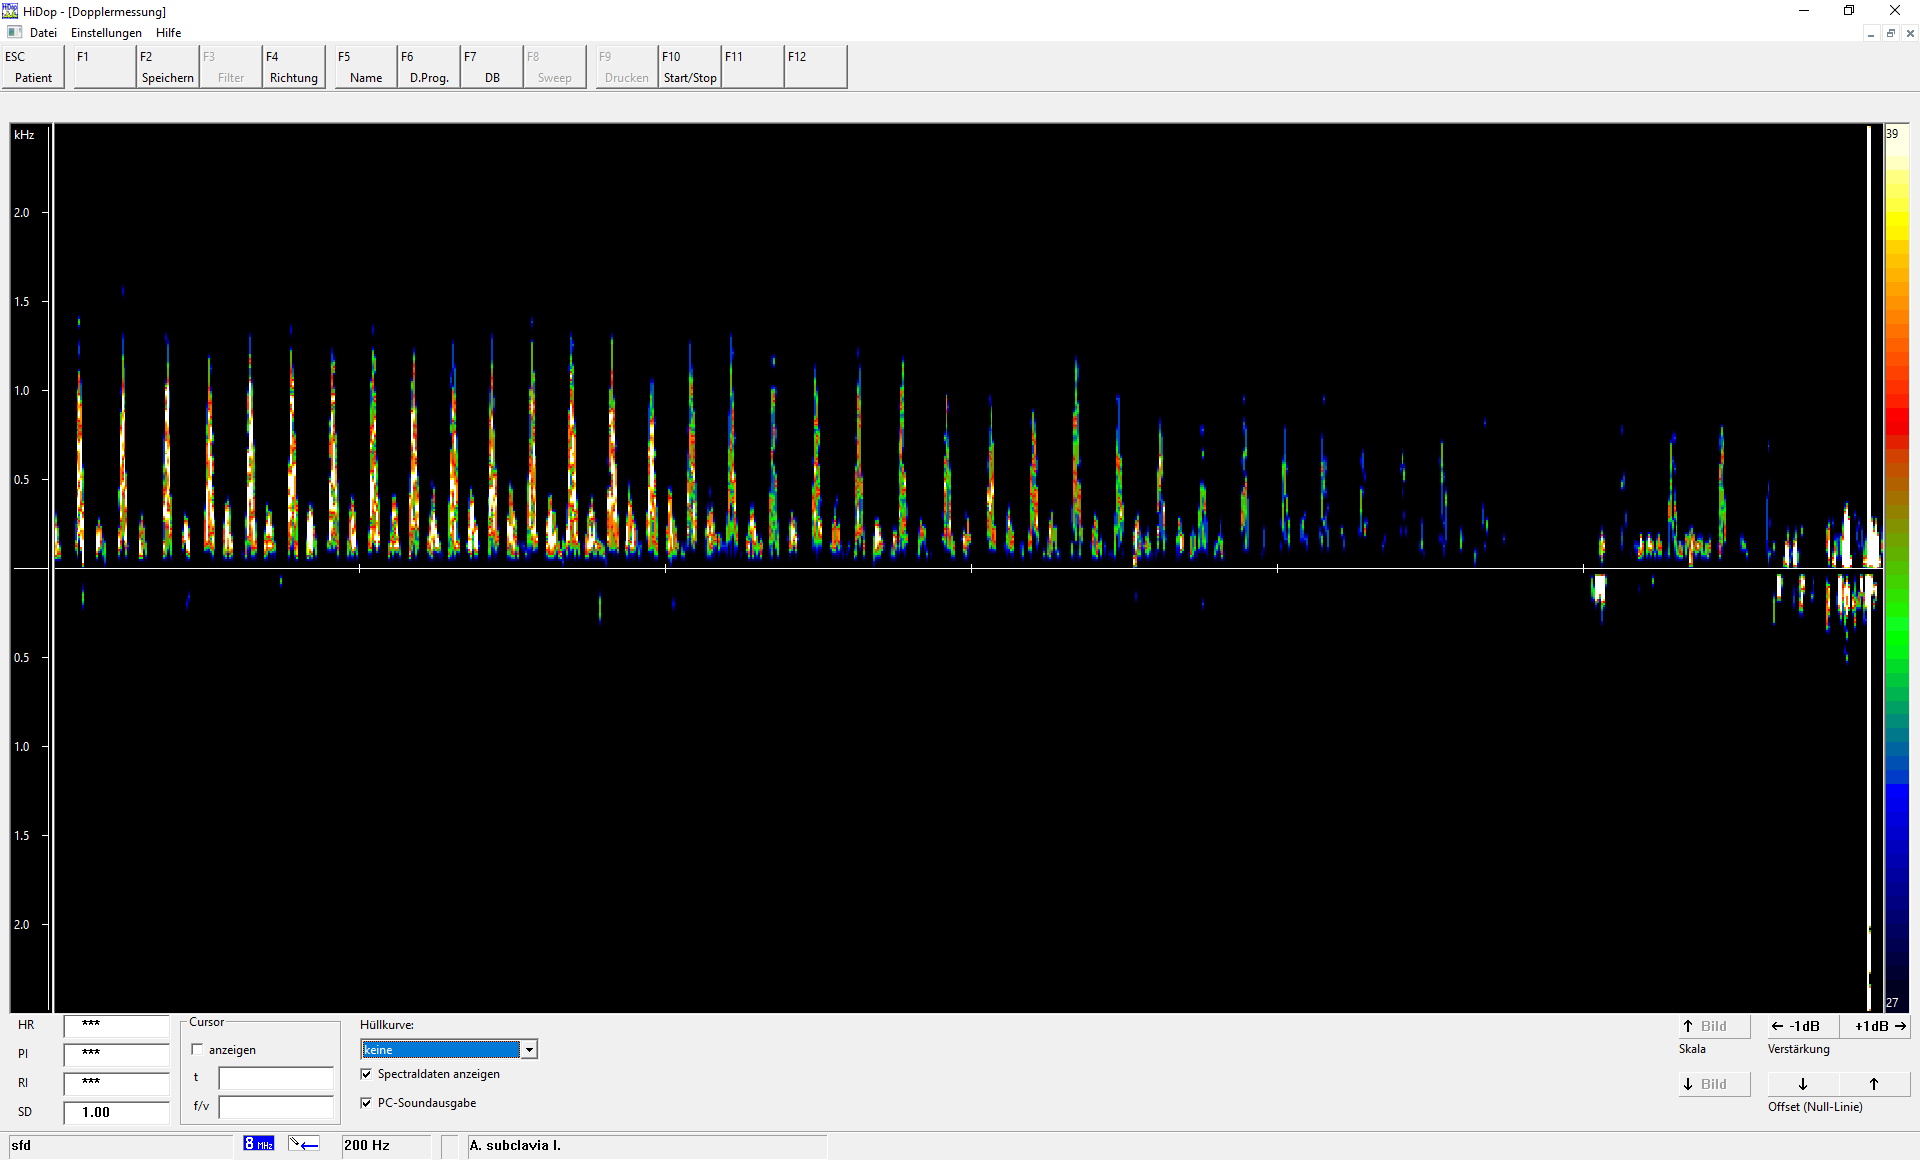 HiDop - [Dopplermessung]
Datei Einstellungen Hilfe
ESC F1 F2 F3 F4 F5 F6 F7 F8 F9 F10 F11 F12
Patient Speichern Filter Richtung Name D.Prog. DB Sweep Drucken Start/Stop
kHz
39
2.0
1.5
1.0
0.5
0.5
1.0
1.5
2.0
27
HR ***
PI ***
RI ***
SD 1.00
Cursor
anzeigen
t
f/v
Hüllkurve:
keine
Spectraldaten anzeigen
PC-Soundausgabe
↑ Bild
Skala
↓ Bild
← -1dB +1dB →
Verstärkung
↓ ↑
Offset (Null-Linie)
sfd 8 MHz 200 Hz A. subclavia l.